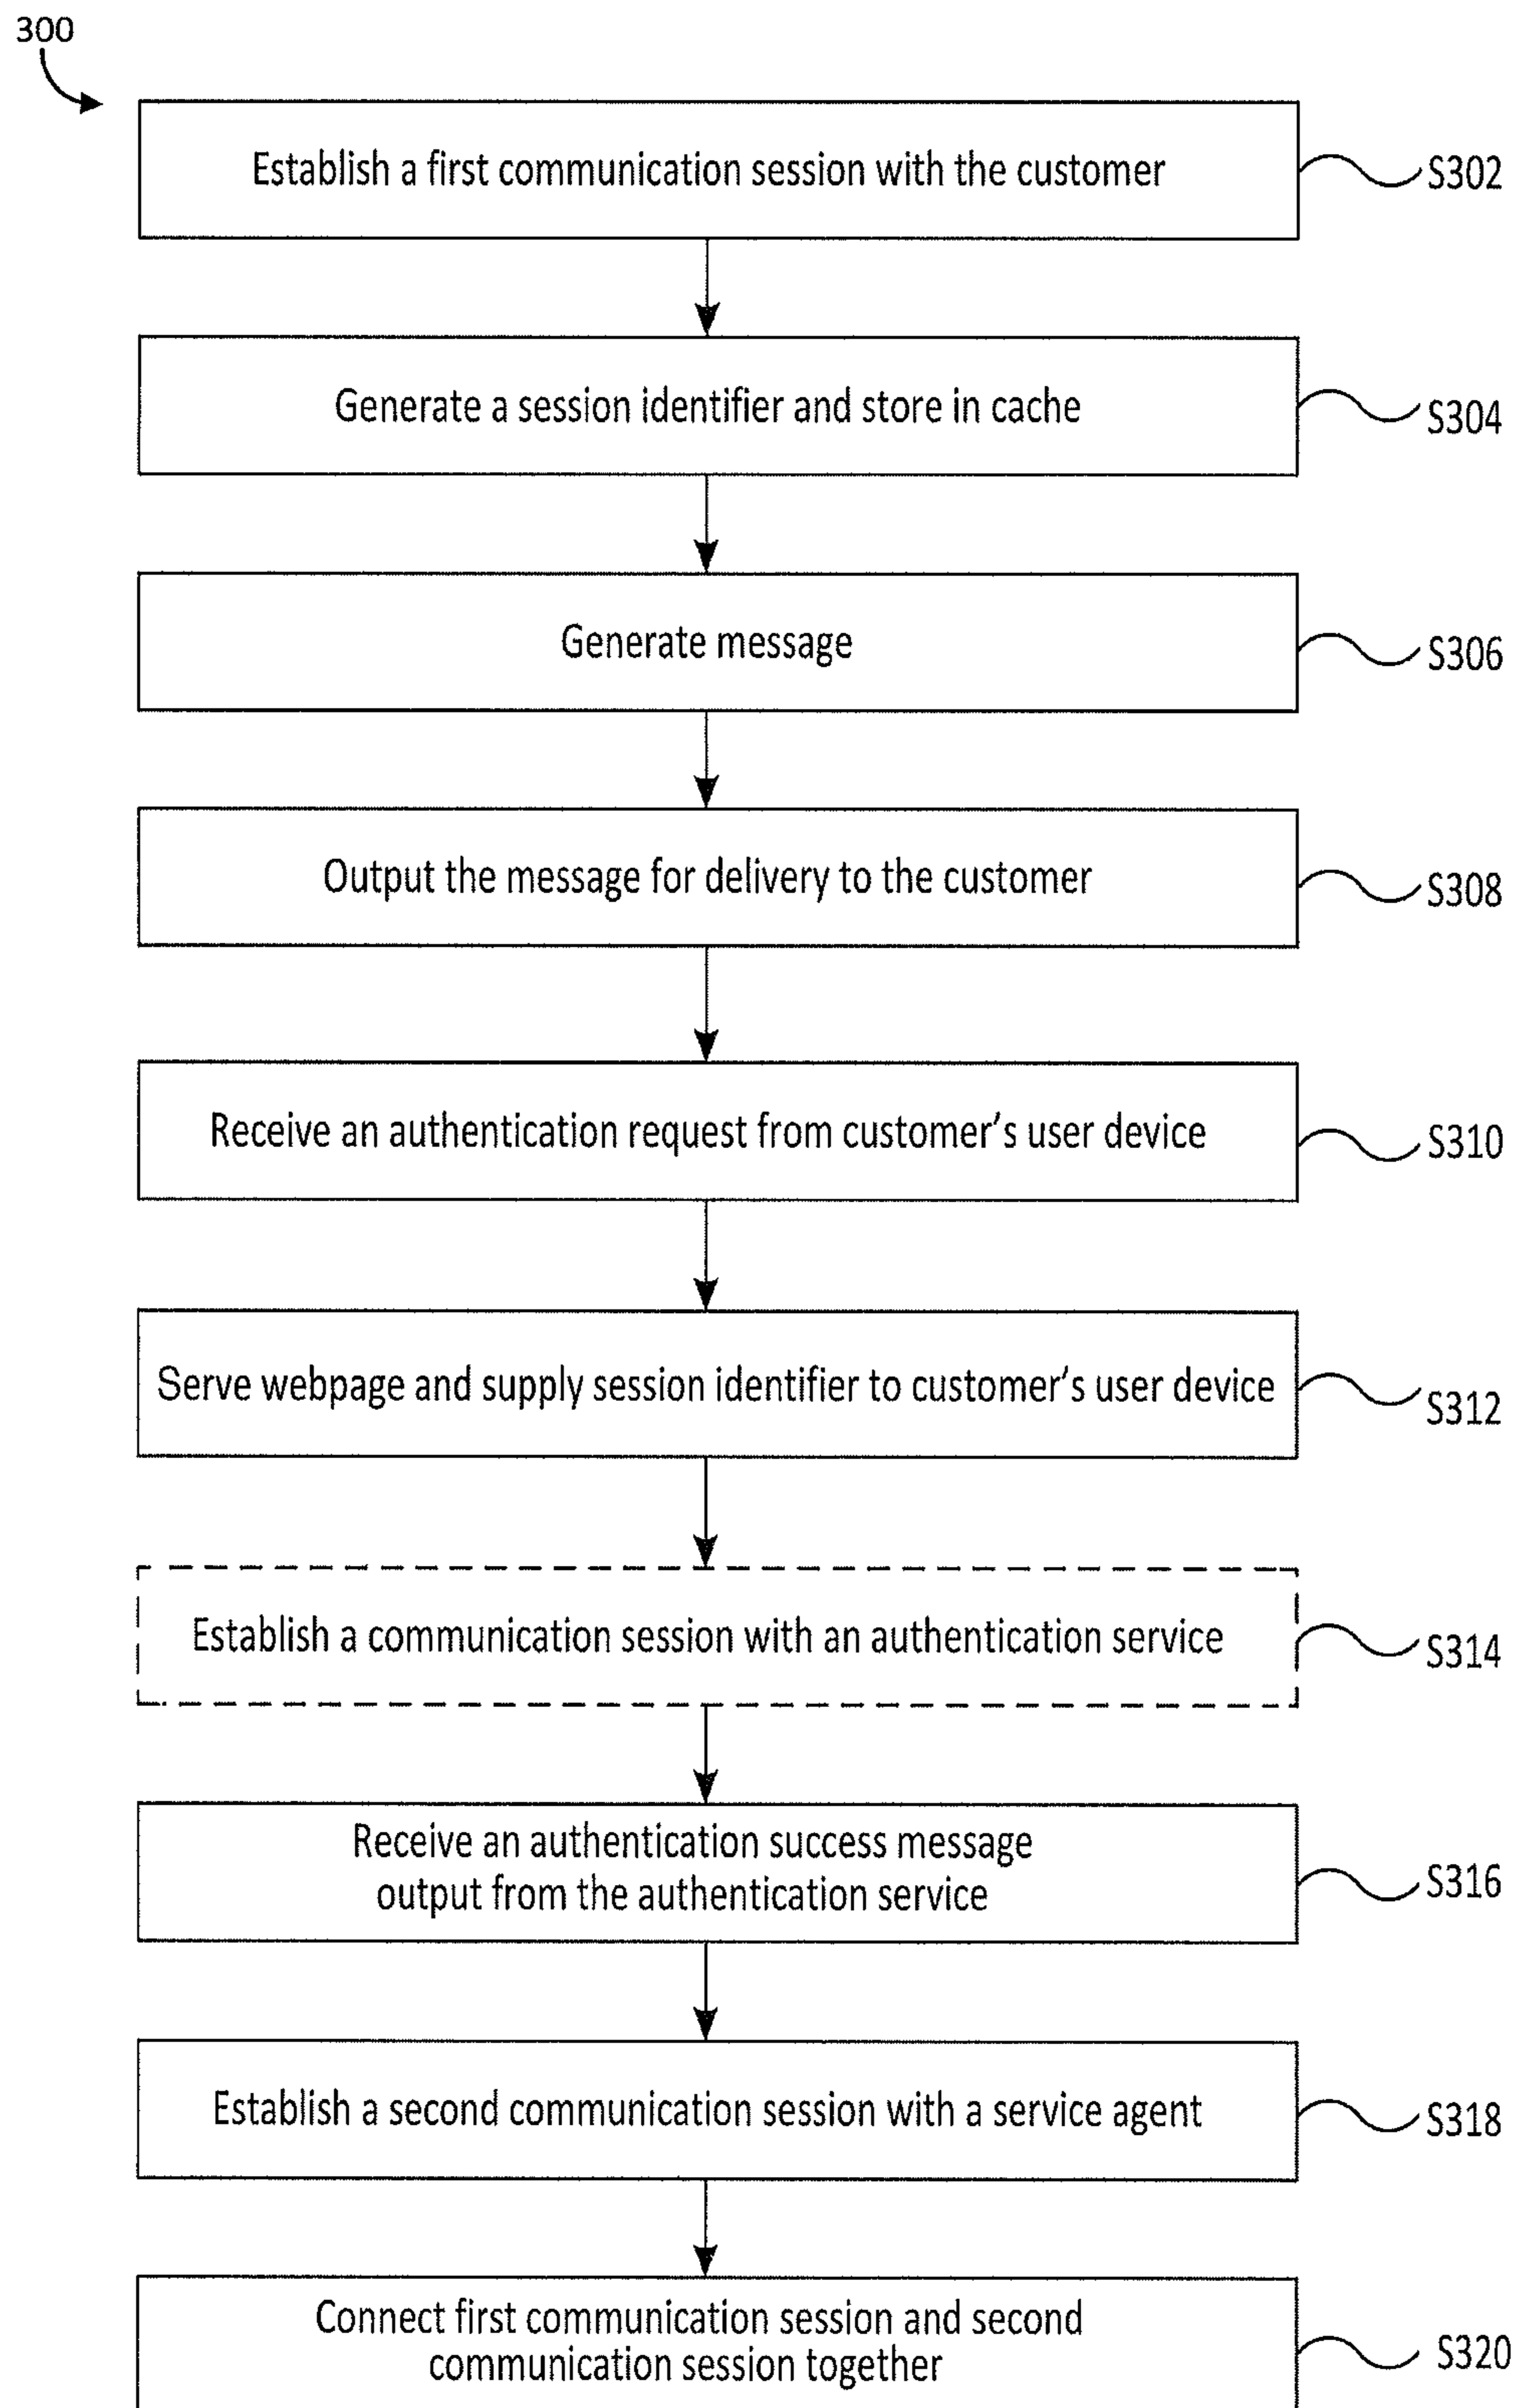 300
Establish a first communication session with the customer
S302
Generate a session identifier and store in cache
S304
Generate message
S306
Output the message for delivery to the customer
S308
Receive an authentication request from customer's user device
S310
Serve webpage and supply session identifier to customer's user device
S312
Establish a communication session with an authentication service
S314
Receive an authentication success message
output from the authentication service
S316
Establish a second communication session with a service agent
S318
Connect first communication session and second
communication session together
S320